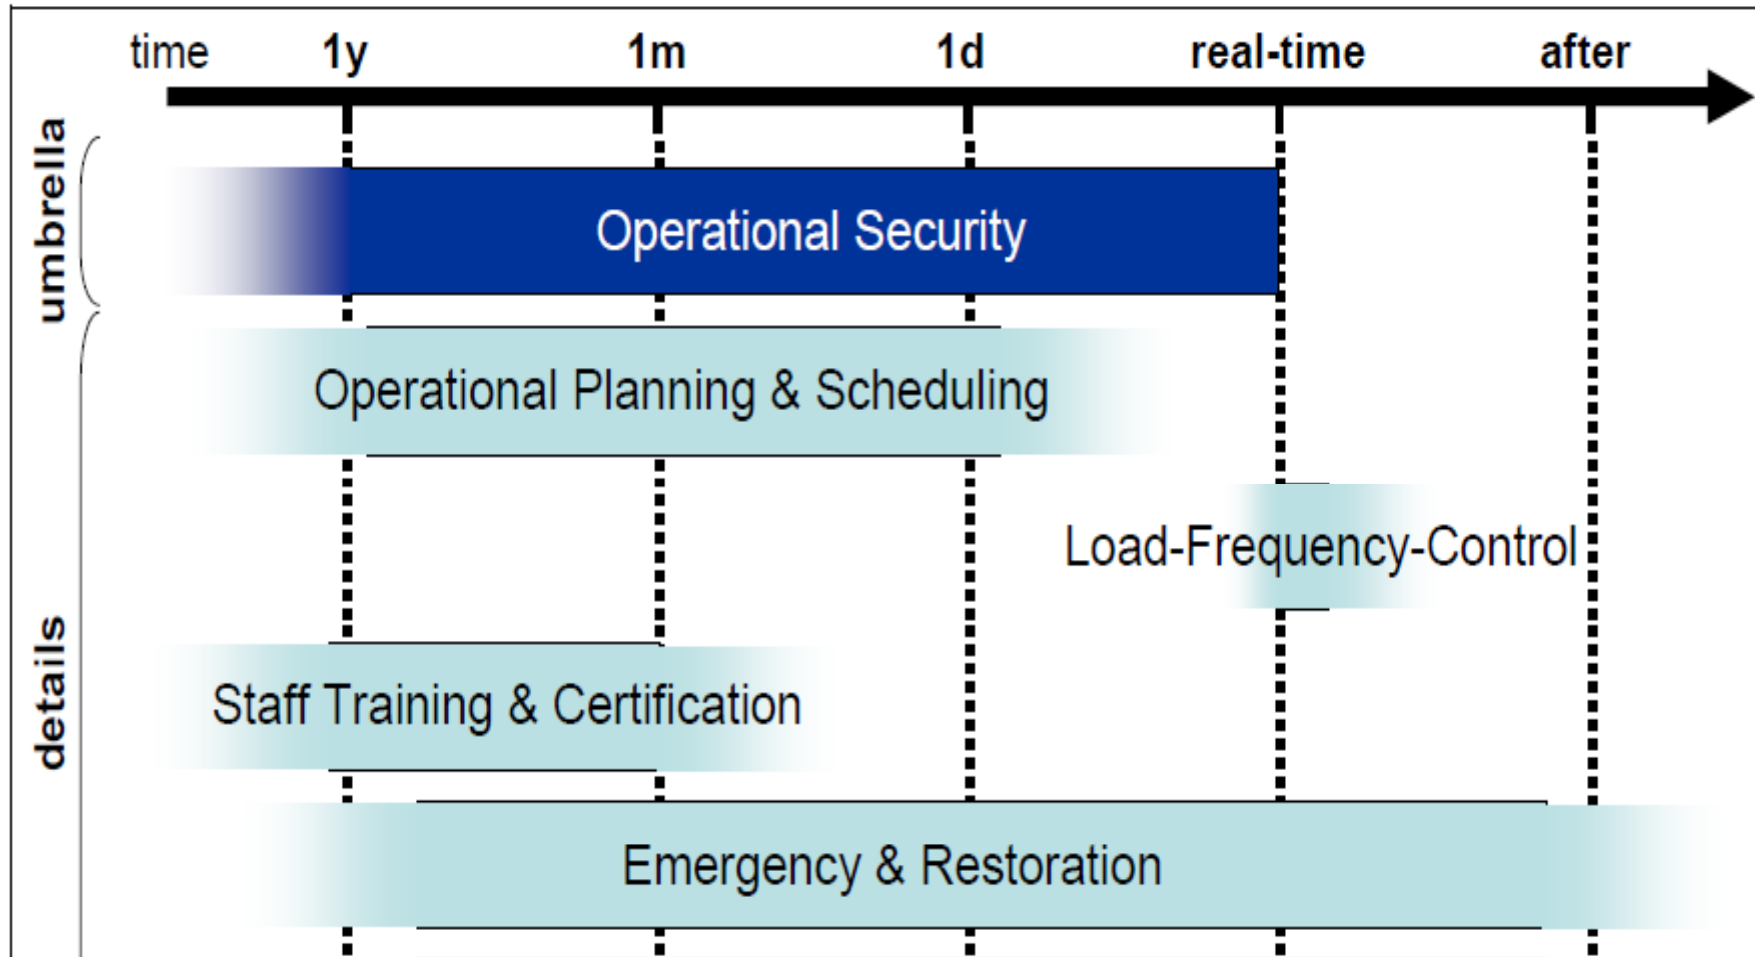 time 1y 1m 1d real-time after
umbrella
Operational Security
Operational Planning & Scheduling
Load-Frequency-Control
details
Staff Training & Certification
Emergency & Restoration